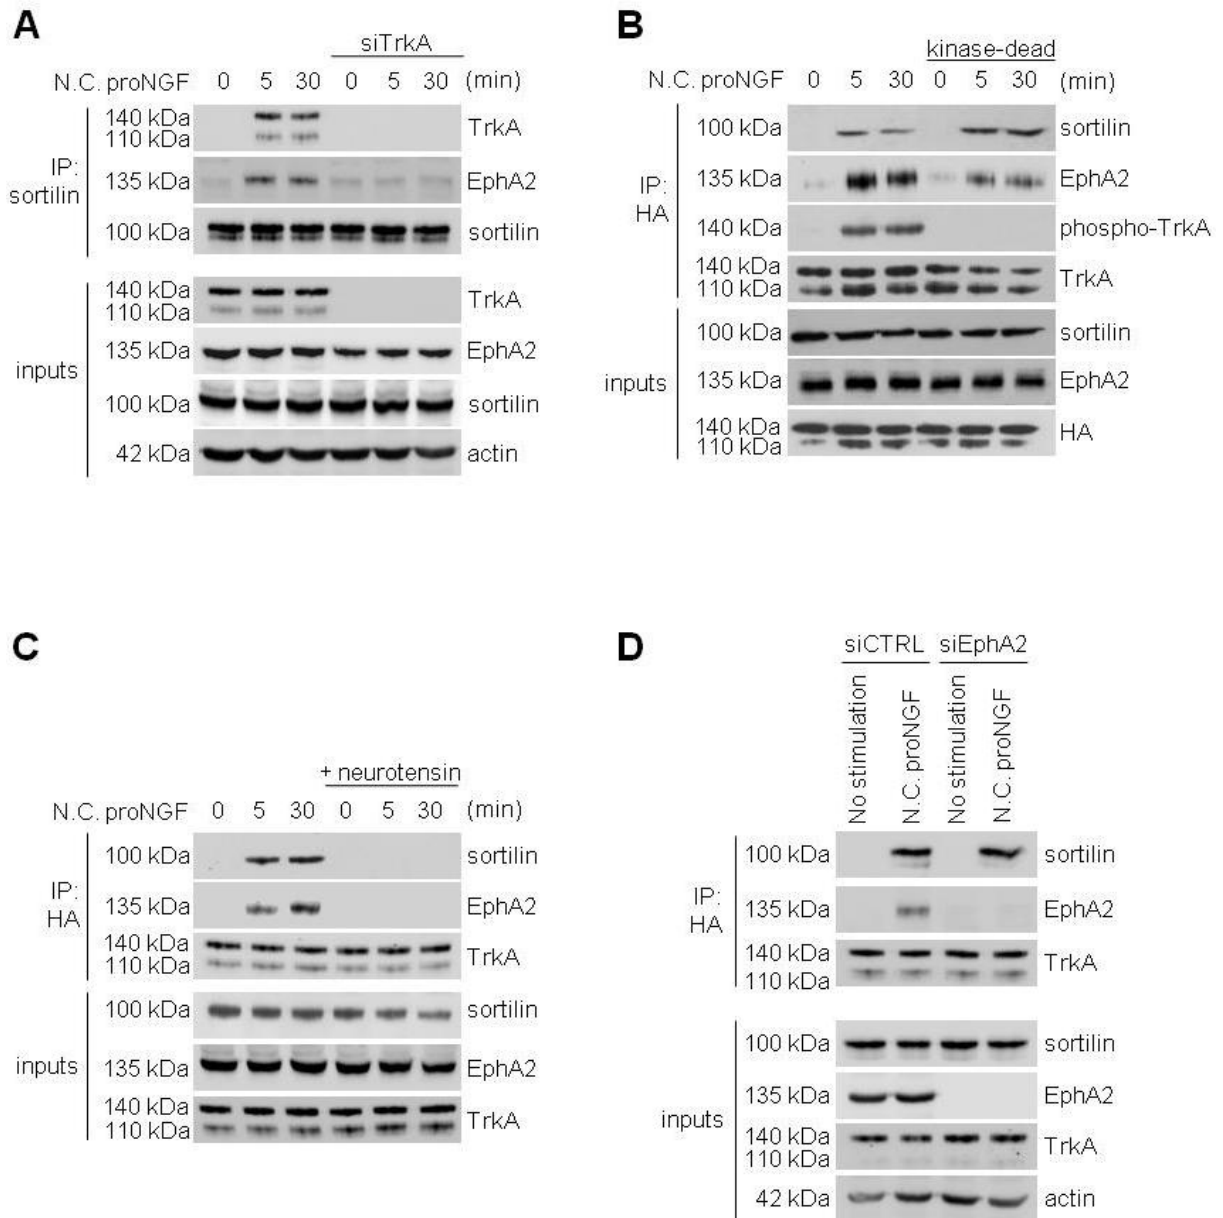 A
siTrkA
N.C. proNGF 0 5 30 0 5 30 (min)
IP: sortilin
140 kDa
110 kDa TrkA
135 kDa EphA2
100 kDa sortilin
inputs
140 kDa
110 kDa TrkA
135 kDa EphA2
100 kDa sortilin
42 kDa actin
B
kinase-dead
N.C. proNGF 0 5 30 0 5 30 (min)
IP: HA
100 kDa sortilin
135 kDa EphA2
140 kDa phospho-TrkA
140 kDa
110 kDa TrkA
inputs
100 kDa sortilin
135 kDa EphA2
140 kDa
110 kDa HA
C
+ neurotensin
N.C. proNGF 0 5 30 0 5 30 (min)
IP: HA
100 kDa sortilin
135 kDa EphA2
140 kDa
110 kDa TrkA
inputs
100 kDa sortilin
135 kDa EphA2
140 kDa
110 kDa TrkA
D
siCTRL siEphA2
No stimulation
N.C. proNGF
No stimulation
N.C. proNGF
IP: HA
100 kDa sortilin
135 kDa EphA2
140 kDa
110 kDa TrkA
inputs
100 kDa sortilin
135 kDa EphA2
140 kDa
110 kDa TrkA
42 kDa actin